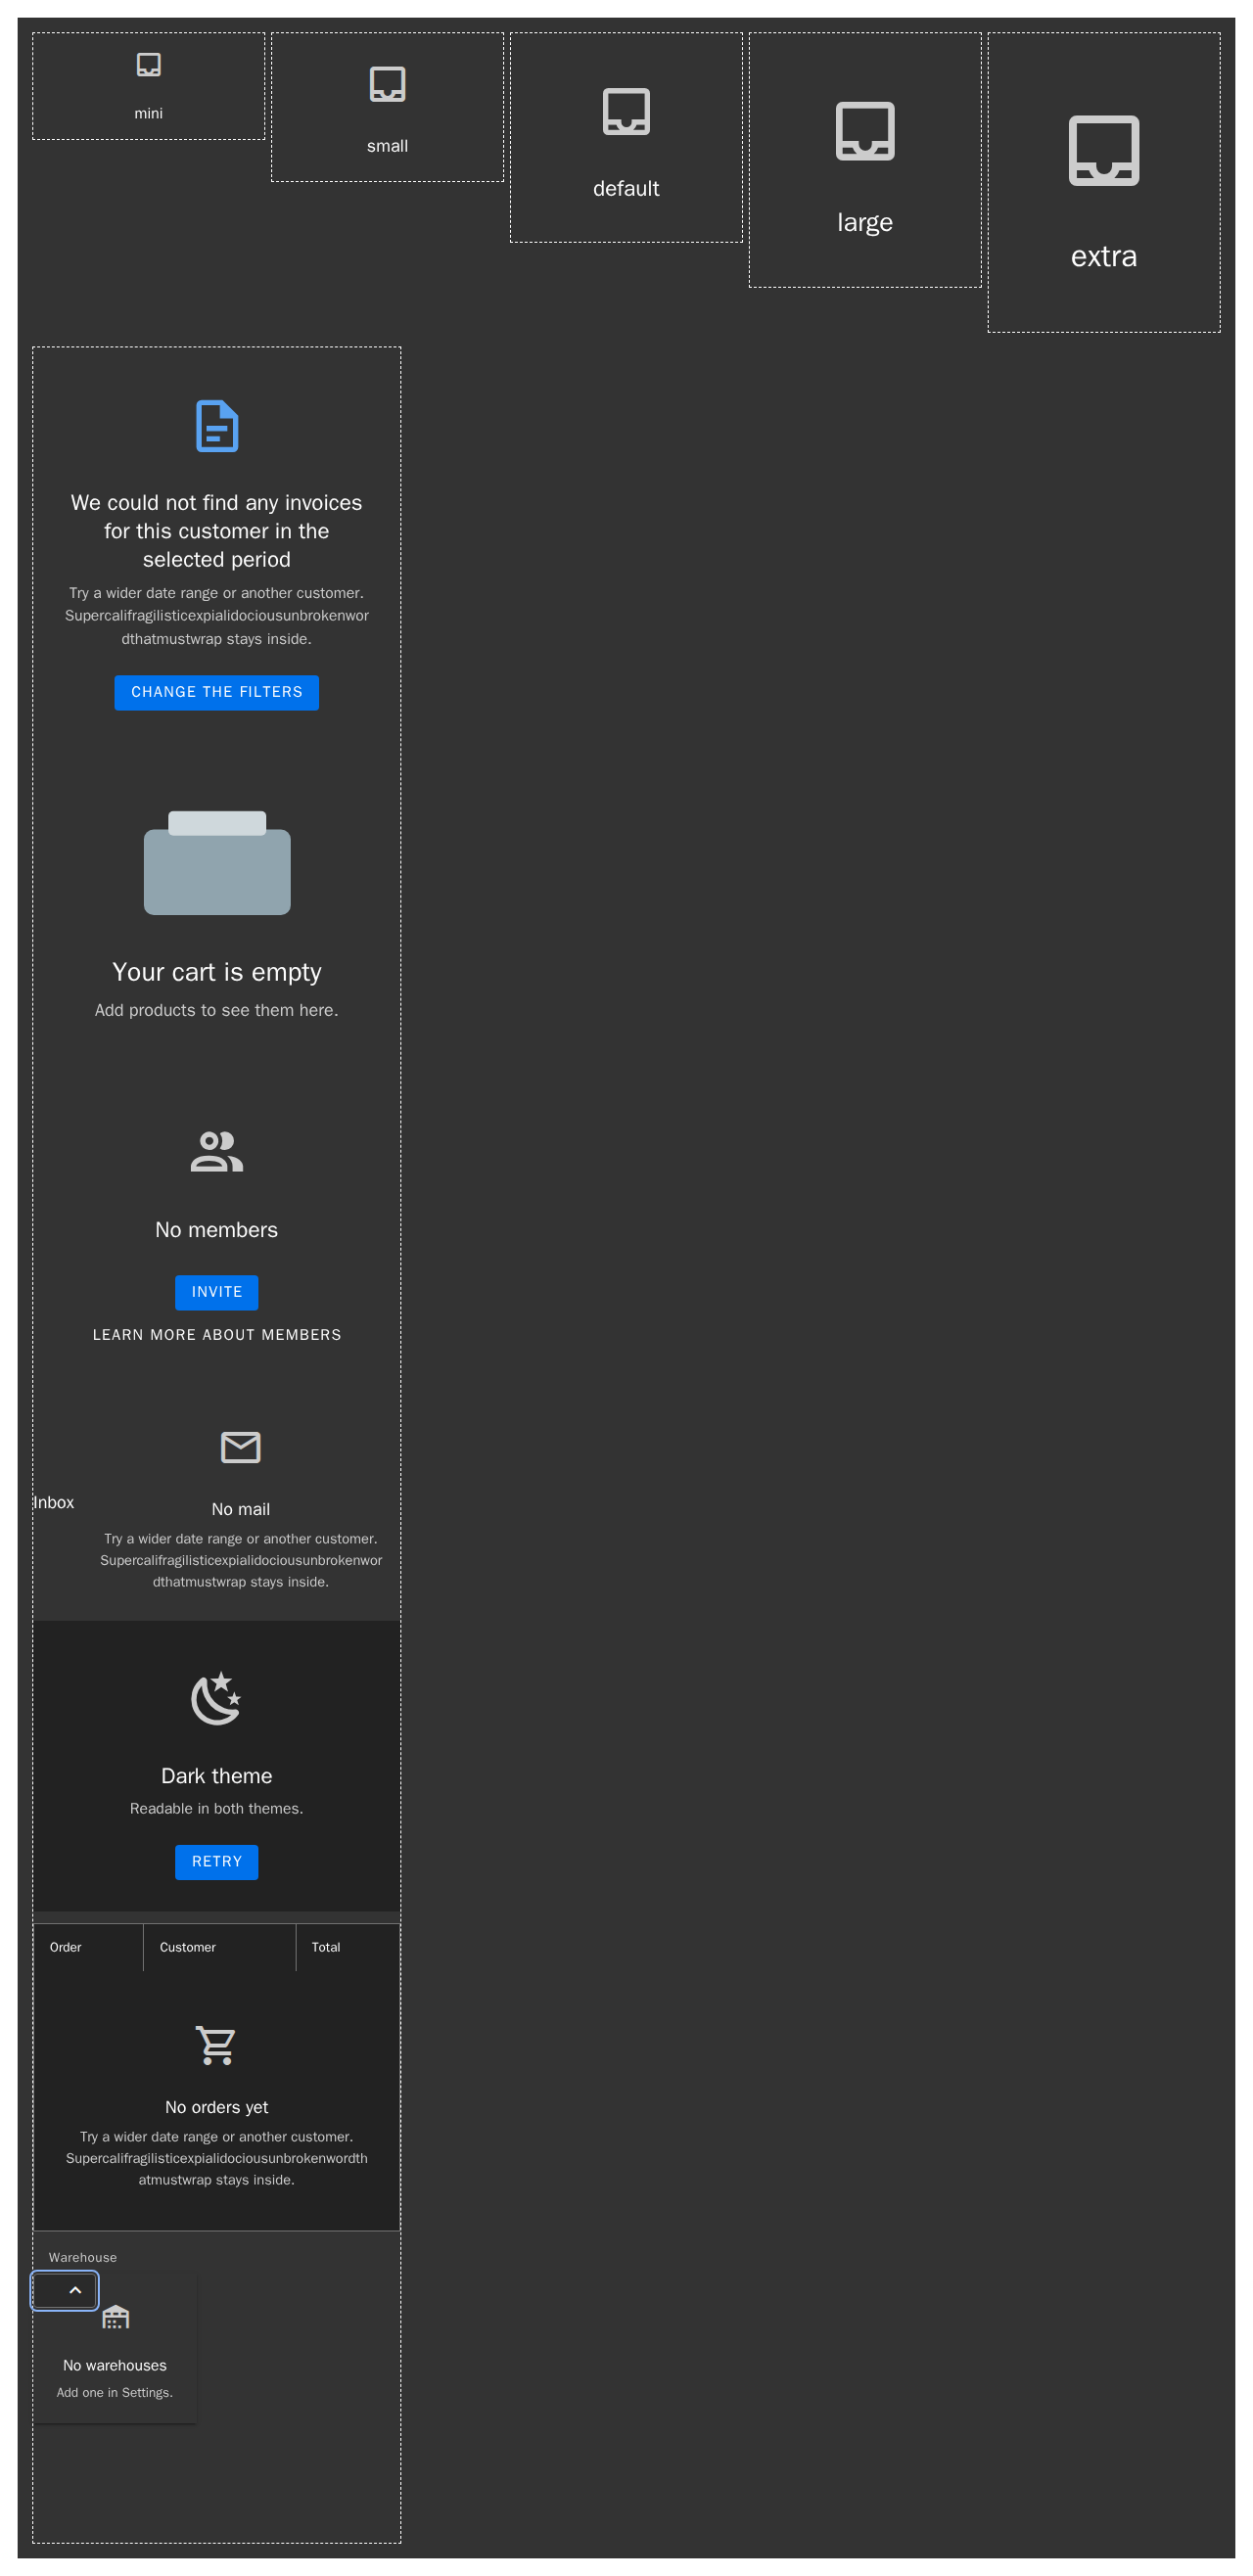 mini
small
default
large
extra
We could not find any invoices
for this customer in the
selected period
Try a wider date range or another customer.
Supercalifragilisticexpialidociousunbrokenwor
dthatmustwrap stays inside.
CHANGE THE FILTERS
Your cart is empty
Add products to see them here.
No members
INVITE
LEARN MORE ABOUT MEMBERS
Inbox
No mail
Try a wider date range or another customer.
Supercalifragilisticexpialidociousunbrokenwor
dthatmustwrap stays inside.
Dark theme
Readable in both themes.
RETRY
Order Customer Total
No orders yet
Try a wider date range or another customer.
Supercalifragilisticexpialidociousunbrokenwordth
atmustwrap stays inside.
Warehouse
No warehouses
Add one in Settings.